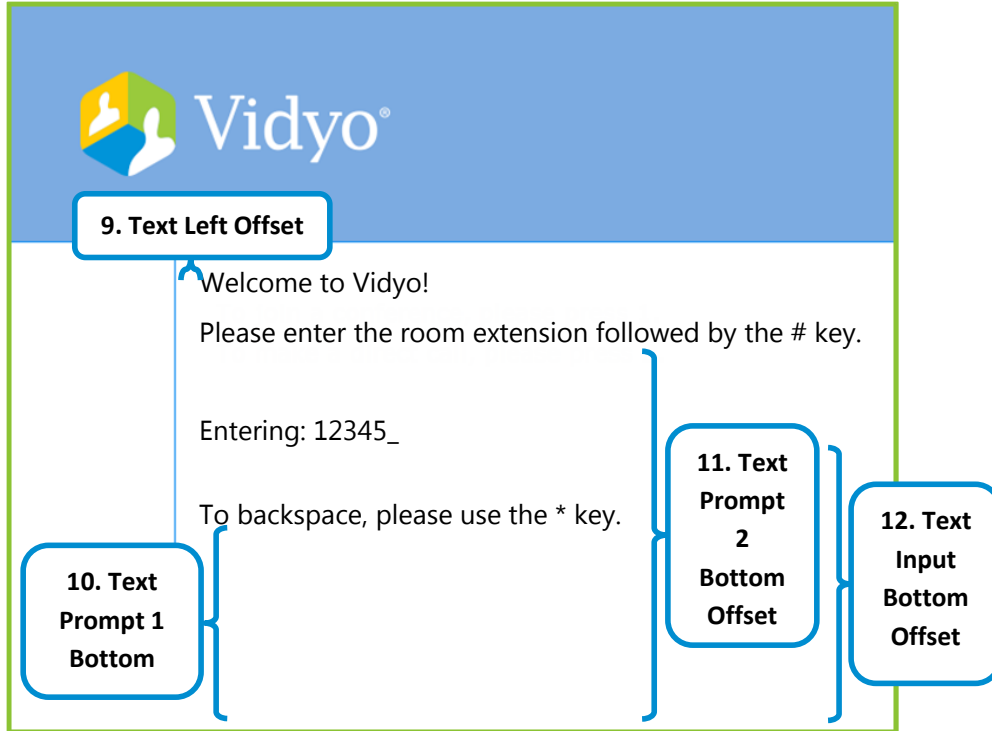 Vidyo®
9. Text Left Offset
Welcome to Vidyo!
Please enter the room extension followed by the # key.
Entering: 12345_
To backspace, please use the * key.
10. Text
Prompt 1
Bottom
11. Text
Prompt
2
Bottom
Offset
12. Text
Input
Bottom
Offset